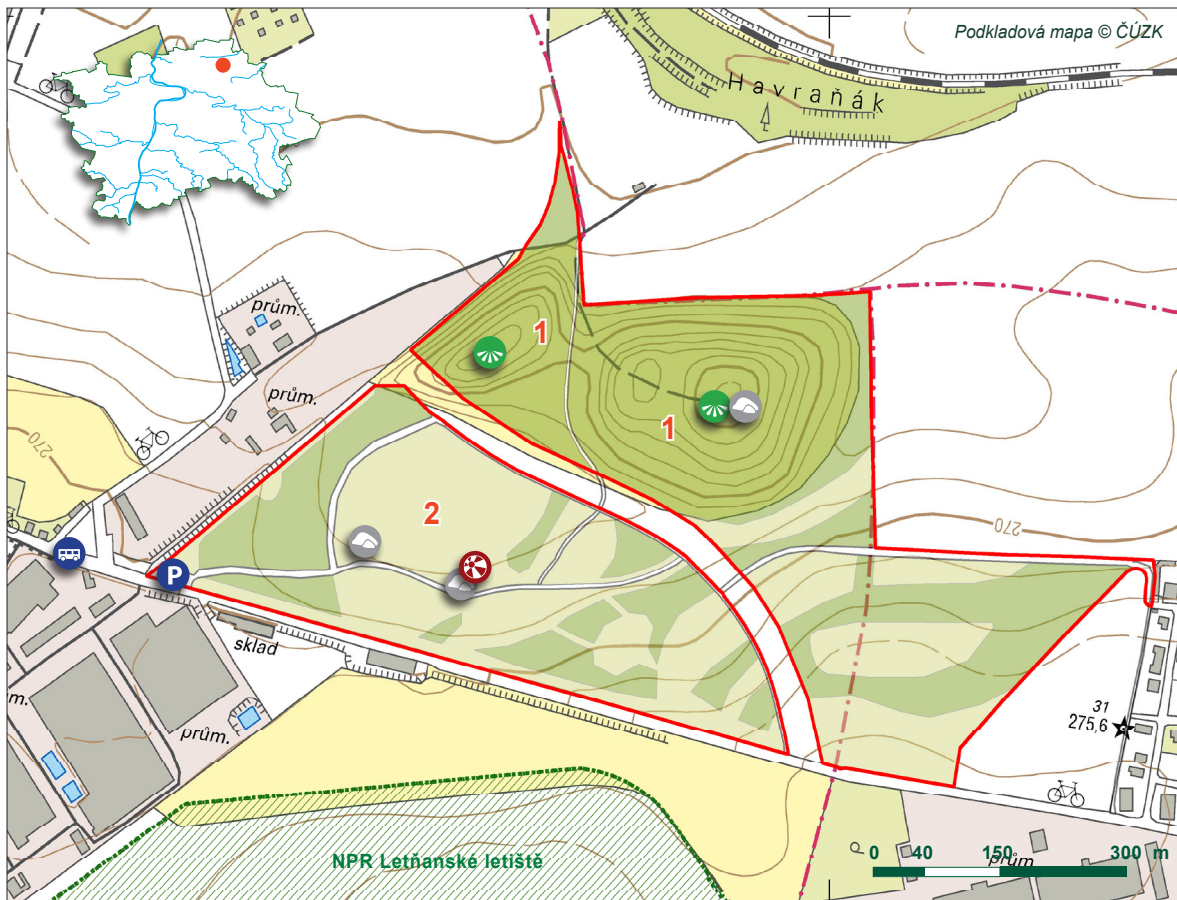 Podkladová mapa © ČÚZK
Havraňák
prům.
1
prům.
1
270
2
270
P
sklad
31
275,6
m.
prům.
NPR Letňanské letiště
0 40 150 300 m
prům